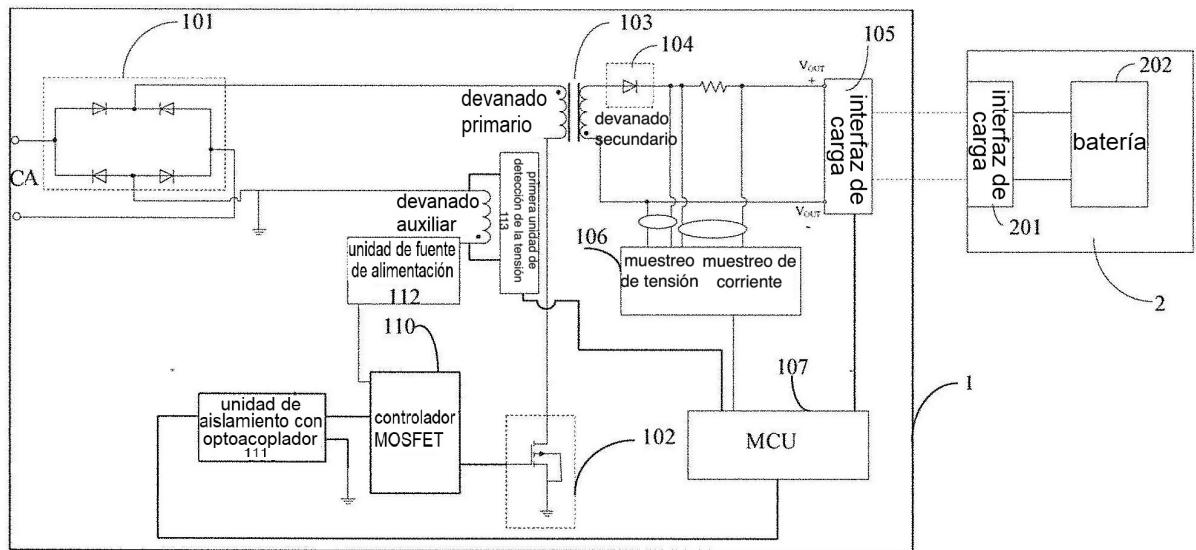 101
103
104
105
202
V_OUT
+
devanado
primario
devanado
secundario
interfaz de
carga
interfaz de
carga
batería
CA
primera unidad de
detección de la tensión
113
devanado
auxiliar
V_OUT
201
unidad de fuente
de alimentación
112
106
muestreo
de tensión
muestreo de
corriente
2
110
107
1
unidad de
aislamiento con
optoacoplador
111
controlador
MOSFET
102
MCU